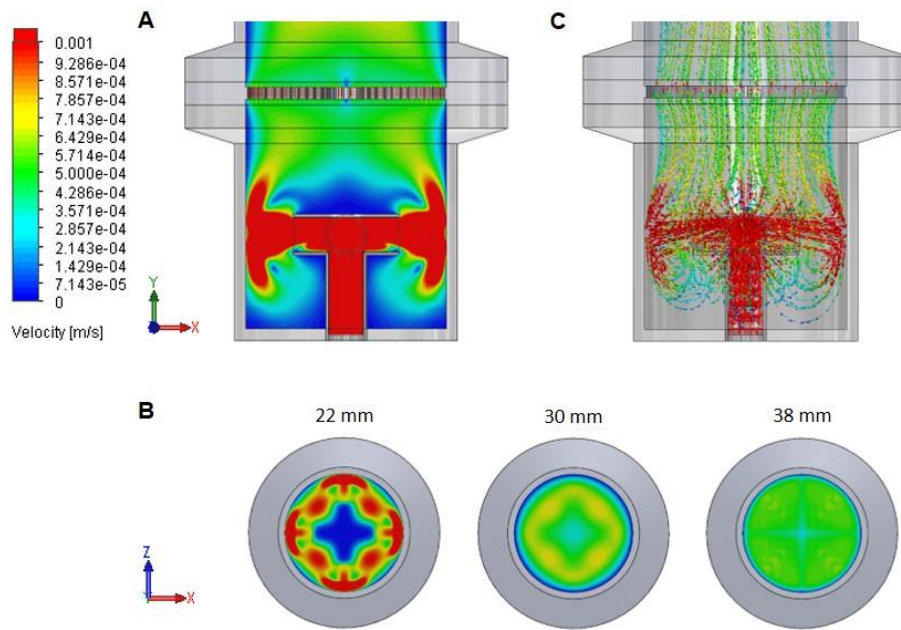 A
C
0.001
9.286e-04
8.571e-04
7.857e-04
7.143e-04
6.429e-04
5.714e-04
5.000e-04
4.286e-04
3.571e-04
2.857e-04
2.143e-04
1.429e-04
7.143e-05
0
Velocity [m/s]
Y
X
B
22 mm
30 mm
38 mm
Z
Y
X